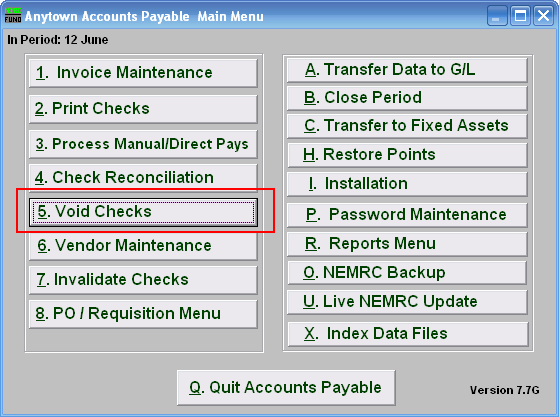 Anytown Accounts Payable Main Menu
In Period: 12 June
1. Invoice Maintenance
2. Print Checks
3. Process Manual/Direct Pays
4. Check Reconciliation
5. Void Checks
6. Vendor Maintenance
7. Invalidate Checks
8. PO / Requisition Menu
A. Transfer Data to G/L
B. Close Period
C. Transfer to Fixed Assets
H. Restore Points
I. Installation
P. Password Maintenance
R. Reports Menu
O. NEMRC Backup
U. Live NEMRC Update
X. Index Data Files
Q. Quit Accounts Payable
Version 7.7G